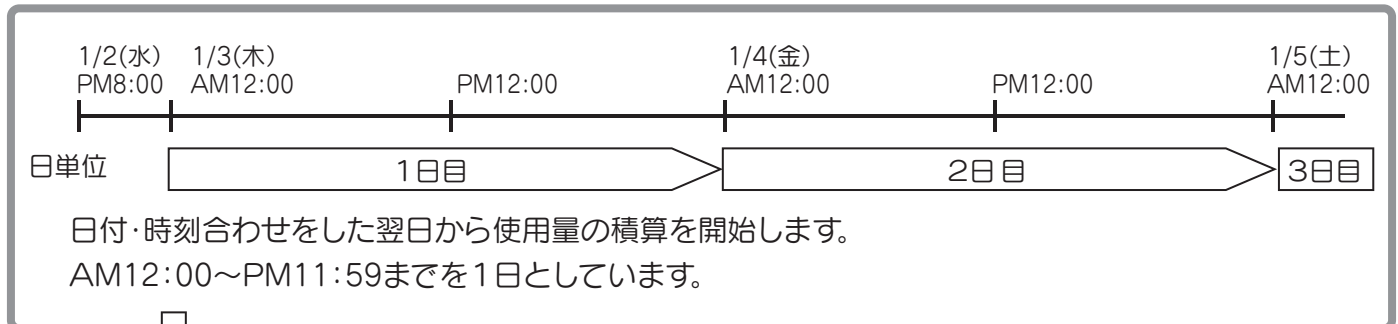 1/2(水) 1/3(木) 1/4(金) 1/5(土)
PM8:00 AM12:00 PM12:00 AM12:00 PM12:00 AM12:00
日単位 1日目 2日目 3日目
日付・時刻合わせをした翌日から使用量の積算を開始します。
AM12:00〜PM11:59までを1日としています。